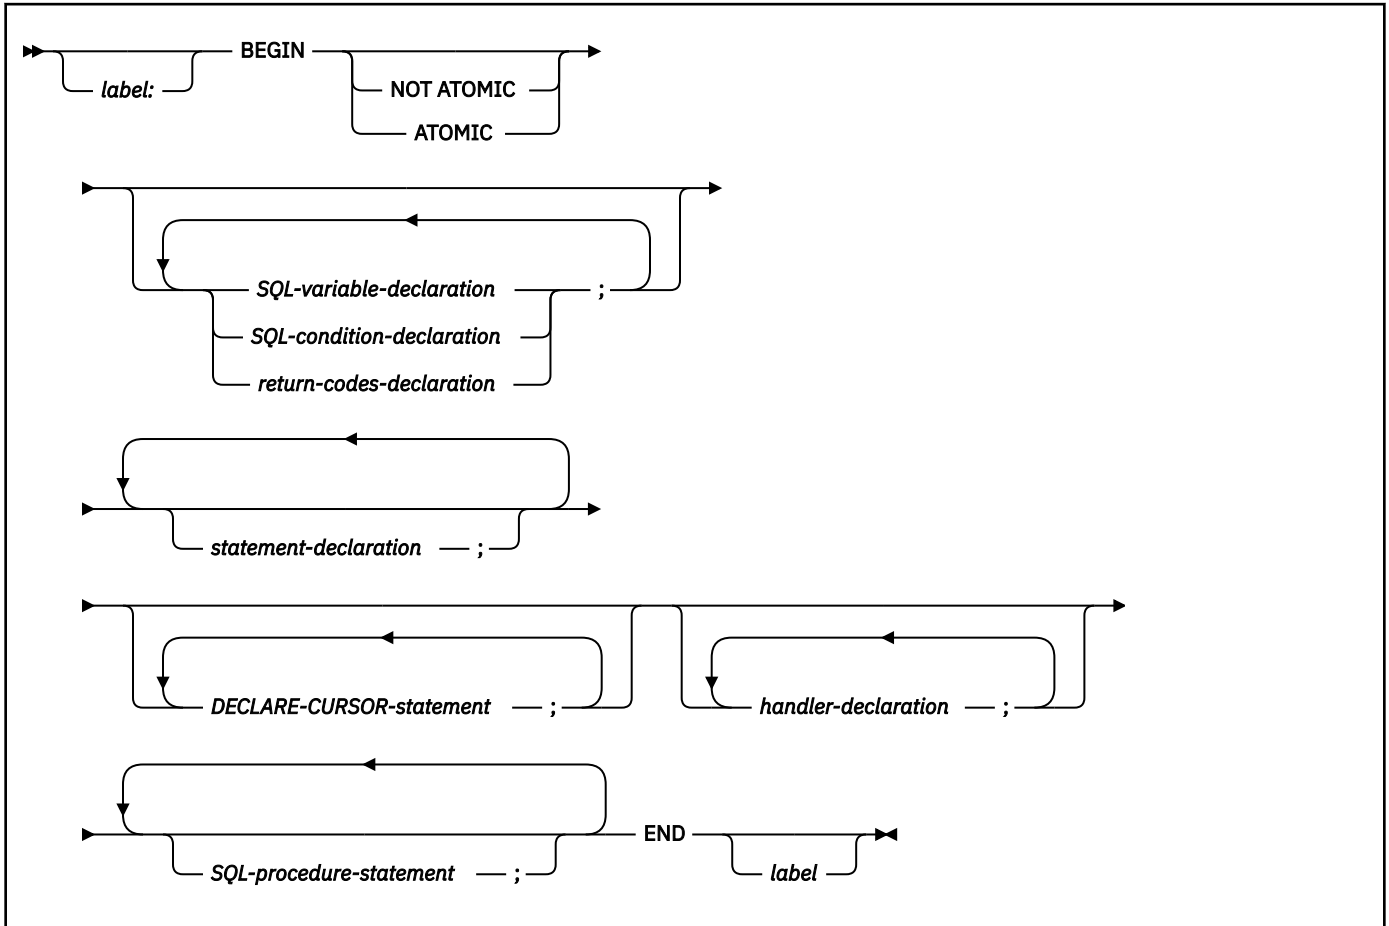 BEGIN
label:
NOT ATOMIC
ATOMIC
SQL-variable-declaration ;
SQL-condition-declaration
return-codes-declaration
statement-declaration ;
DECLARE-CURSOR-statement ; handler-declaration ;
END
SQL-procedure-statement ; label